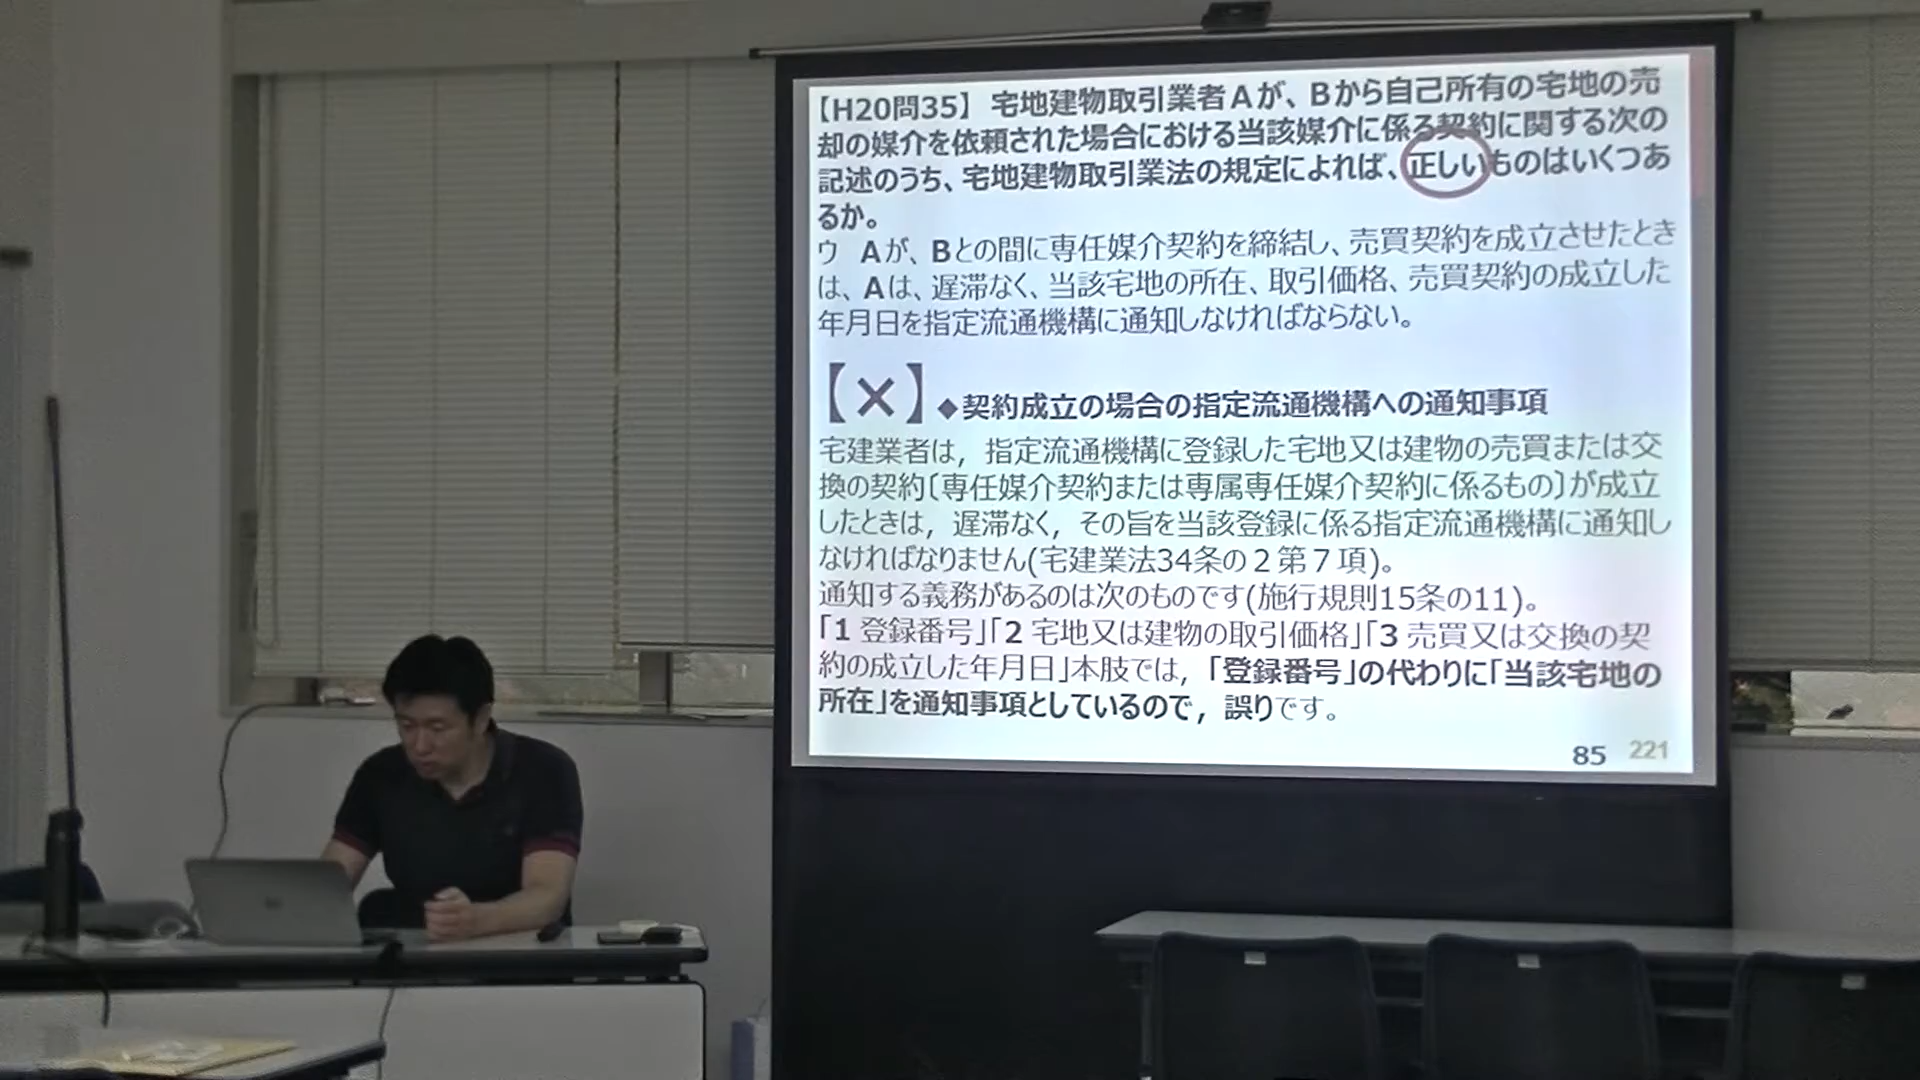 【H20問35】 宅地建物取引業者Aが、Bから自己所有の宅地の売
却の媒介を依頼された場合における当該媒介に係る契約に関する次の
記述のうち、宅地建物取引業法の規定によれば、正しいものはいくつあ
るか。
ウ Aが、Bとの間に専任媒介契約を締結し、売買契約を成立させたとき
は、Aは、遅滞なく、当該宅地の所在、取引価格、売買契約の成立した
年月日を指定流通機構に通知しなければならない。
【×】◆契約成立の場合の指定流通機構への通知事項
宅建業者は，指定流通機構に登録した宅地又は建物の売買または交
換の契約〔専任媒介契約または専属専任媒介契約に係るもの〕が成立
したときは，遅滞なく，その旨を当該登録に係る指定流通機構に通知し
なければなりません(宅建業法34条の２第７項)。
通知する義務があるのは次のものです(施行規則15条の11)。
「1 登録番号」「2 宅地又は建物の取引価格」「3 売買又は交換の契
約の成立した年月日」本肢では，「登録番号」の代わりに「当該宅地の
所在」を通知事項としているので，誤りです。
85 221